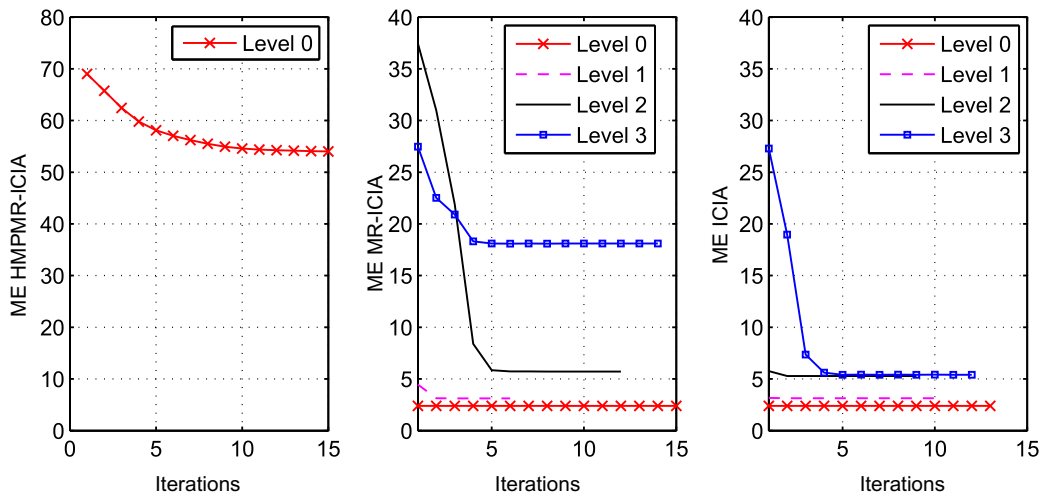 ME HMPMR-ICIA
80
70
60
50
40
30
20
10
0
0 5 10 15
Iterations
Level 0
ME MR-ICIA
40
35
30
25
20
15
10
5
0
5 10 15
Iterations
Level 0
Level 1
Level 2
Level 3
ME ICIA
40
35
30
25
20
15
10
5
0
5 10 15
Iterations
Level 0
Level 1
Level 2
Level 3